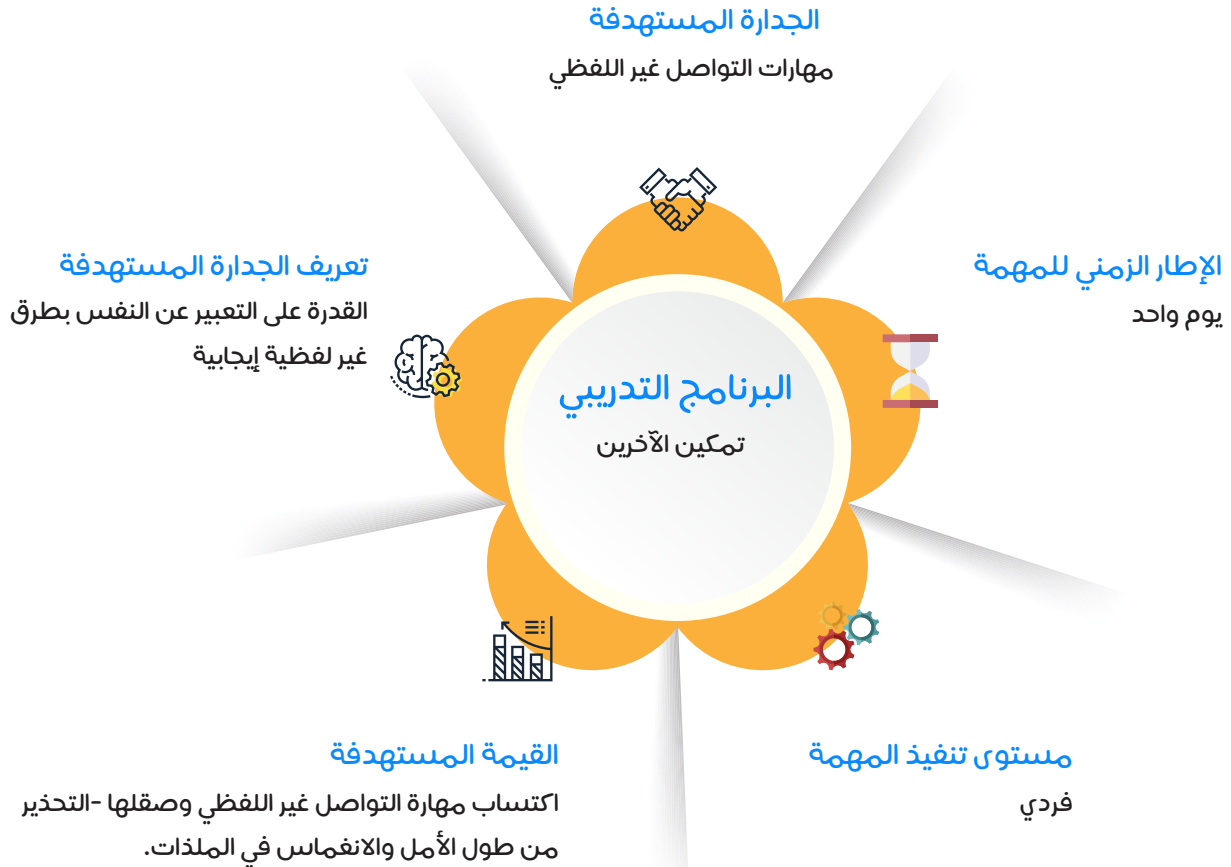 الجدارة المستهدفة
مهارات التواصل غير اللفظي
الإطار الزمني للمهمة
يوم واحد
تعريف الجدارة المستهدفة
القدرة على التعبير عن النفس بطرق
غير لفظية إيجابية
البرنامج التدريبي
تمكين الآخرين
مستوى تنفيذ المهمة
فردي
القيمة المستهدفة
اكتساب مهارة التواصل غير اللفظي وصقلها -التحذير
من طول الأمل والانغماس في الملذات.